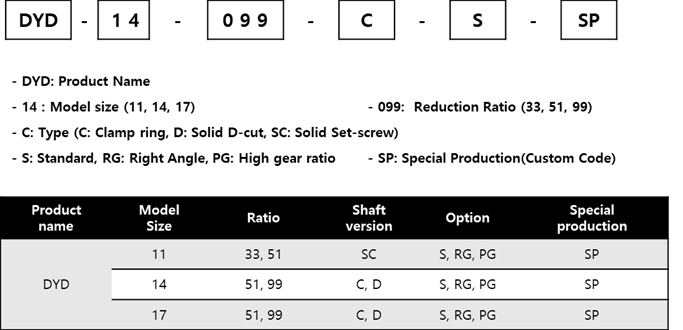 DYD - 14 - 099 - C - S - SP
- DYD: Product Name
- 14 : Model size (11, 14, 17) - 099: Reduction Ratio (33, 51, 99)
- C: Type (C: Clamp ring, D: Solid D-cut, SC: Solid Set-screw)
- S: Standard, RG: Right Angle, PG: High gear ratio - SP: Special Production(Custom Code)
Product name Model Size Ratio Shaft version Option Special production
11 33, 51 SC S, RG, PG SP
DYD 14 51, 99 C, D S, RG, PG SP
17 51, 99 C, D S, RG, PG SP